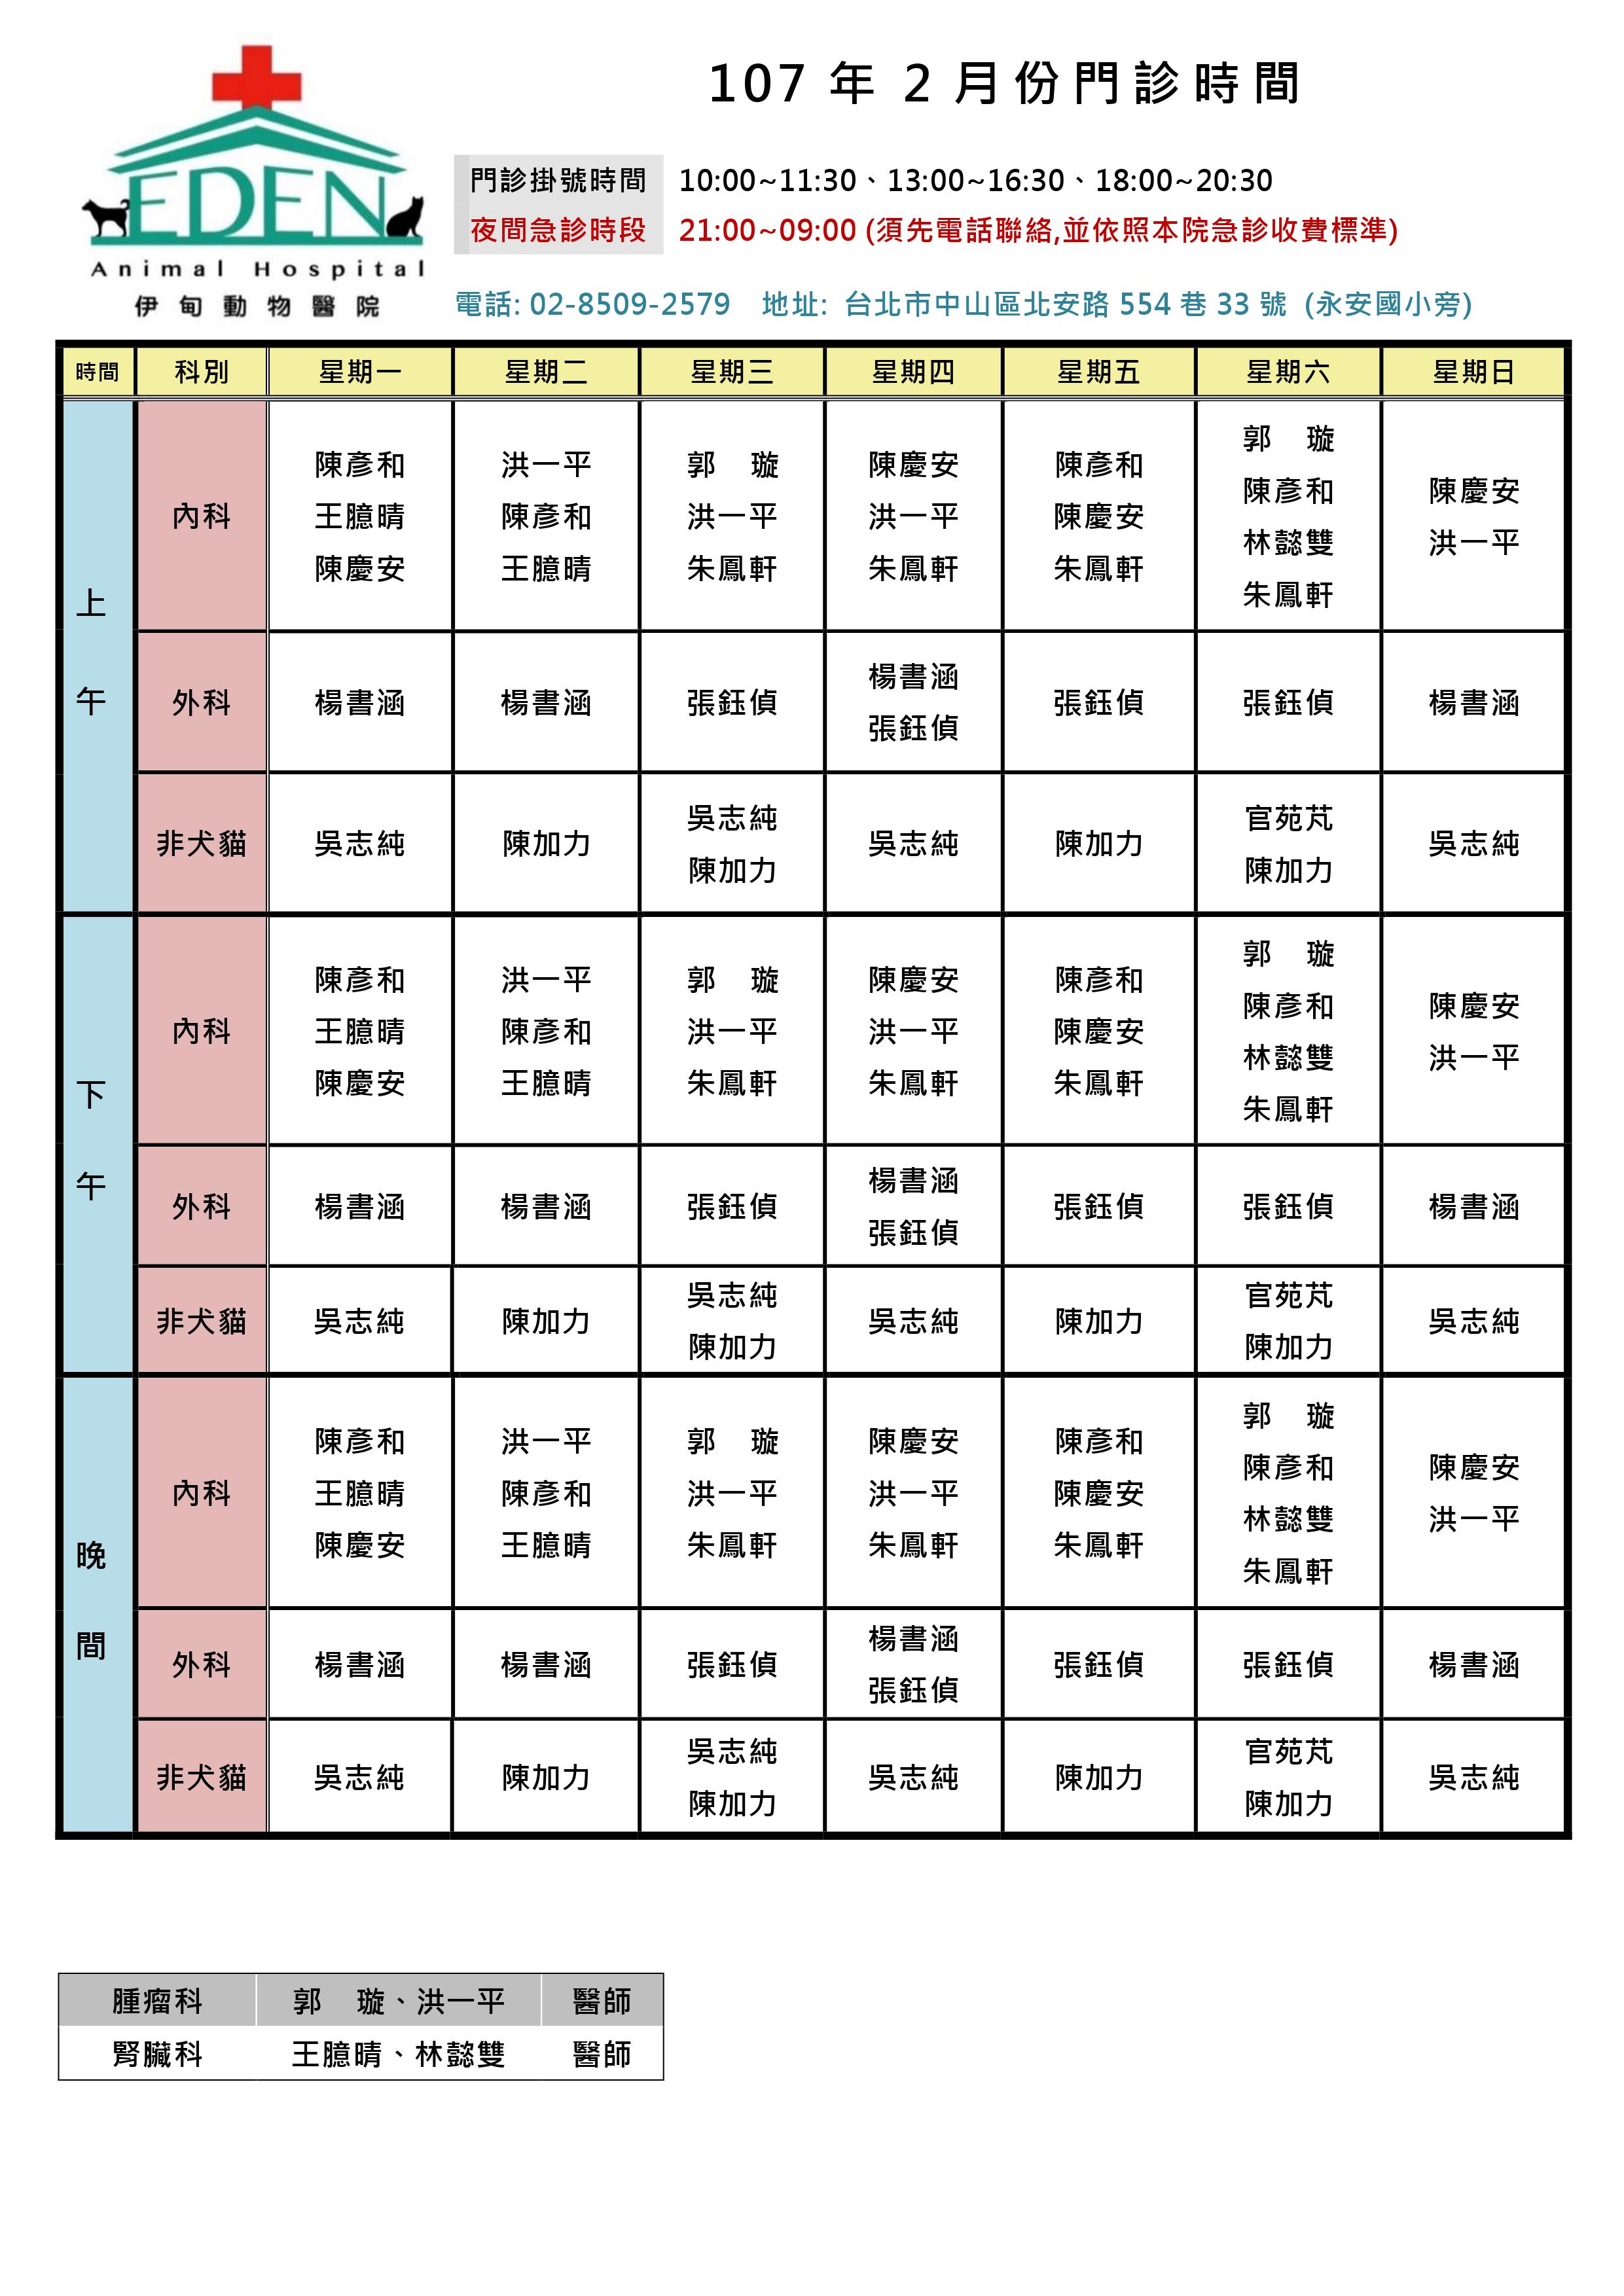 107 年 2 月份門診時間
EDEN
Animal Hospital
伊甸動物醫院
門診掛號時間 10:00~11:30、13:00~16:30、18:00~20:30
夜間急診時段 21:00~09:00 (須先電話聯絡,並依照本院急診收費標準)
電話: 02-8509-2579 地址: 台北市中山區北安路 554 巷 33 號 (永安國小旁)
時間 科別 星期一 星期二 星期三 星期四 星期五 星期六 星期日
上午
內科
陳彥和
王臆晴
陳慶安
洪一平
陳彥和
王臆晴
郭 璇
洪一平
朱鳳軒
陳慶安
洪一平
朱鳳軒
陳彥和
陳慶安
朱鳳軒
郭 璇
陳彥和
林懿雙
朱鳳軒
陳慶安
洪一平
外科
楊書涵
楊書涵
張鈺偵
楊書涵
張鈺偵
張鈺偵
張鈺偵
楊書涵
非犬貓
吳志純
陳加力
吳志純
陳加力
吳志純
陳加力
官苑芃
陳加力
吳志純
下午
內科
陳彥和
王臆晴
陳慶安
洪一平
陳彥和
王臆晴
郭 璇
洪一平
朱鳳軒
陳慶安
洪一平
朱鳳軒
陳彥和
陳慶安
朱鳳軒
郭 璇
陳彥和
林懿雙
朱鳳軒
陳慶安
洪一平
外科
楊書涵
楊書涵
張鈺偵
楊書涵
張鈺偵
張鈺偵
張鈺偵
楊書涵
非犬貓
吳志純
陳加力
吳志純
陳加力
吳志純
陳加力
官苑芃
陳加力
吳志純
晚間
內科
陳彥和
王臆晴
陳慶安
洪一平
陳彥和
王臆晴
郭 璇
洪一平
朱鳳軒
陳慶安
洪一平
朱鳳軒
陳彥和
陳慶安
朱鳳軒
郭 璇
陳彥和
林懿雙
朱鳳軒
陳慶安
洪一平
外科
楊書涵
楊書涵
張鈺偵
楊書涵
張鈺偵
張鈺偵
張鈺偵
楊書涵
非犬貓
吳志純
陳加力
吳志純
陳加力
吳志純
陳加力
官苑芃
陳加力
吳志純
腫瘤科 郭 璇、洪一平 醫師
腎臟科 王臆晴、林懿雙 醫師